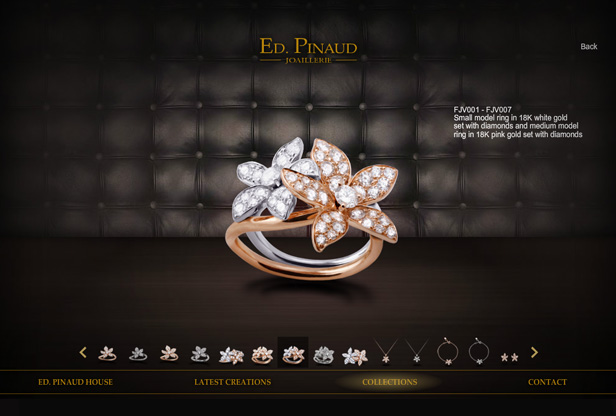 ED. PINAUD
JOAILLERIE
Back
FJV001 - FJV007
Small model ring in 18K white gold
set with diamonds and medium model
ring in 18K pink gold set with diamonds
ED. PINAUD HOUSE
LATEST CREATIONS
COLLECTIONS
CONTACT